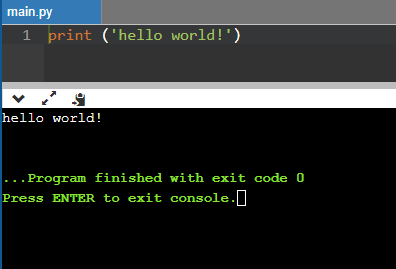 main.py
1 print ('hello world!')
hello world!
...Program finished with exit code 0
Press ENTER to exit console.